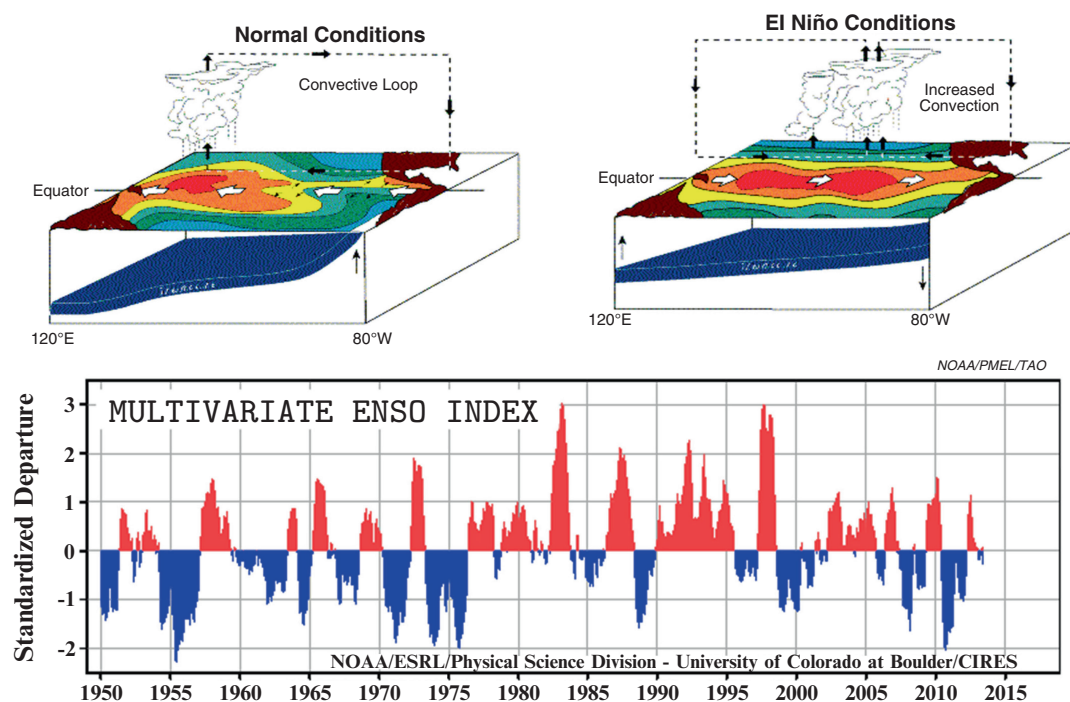 Normal Conditions
Convective Loop
Equator
120°E
80°W
El Niño Conditions
Increased
Convection
Equator
120°E
80°W
NOAA/PMEL/TAO
MULTIVARIATE ENSO INDEX
Standardized Departure
3
2
1
0
-1
-2
NOAA/ESRL/Physical Science Division - University of Colorado at Boulder/CIRES
1950 1955 1960 1965 1970 1975 1980 1985 1990 1995 2000 2005 2010 2015